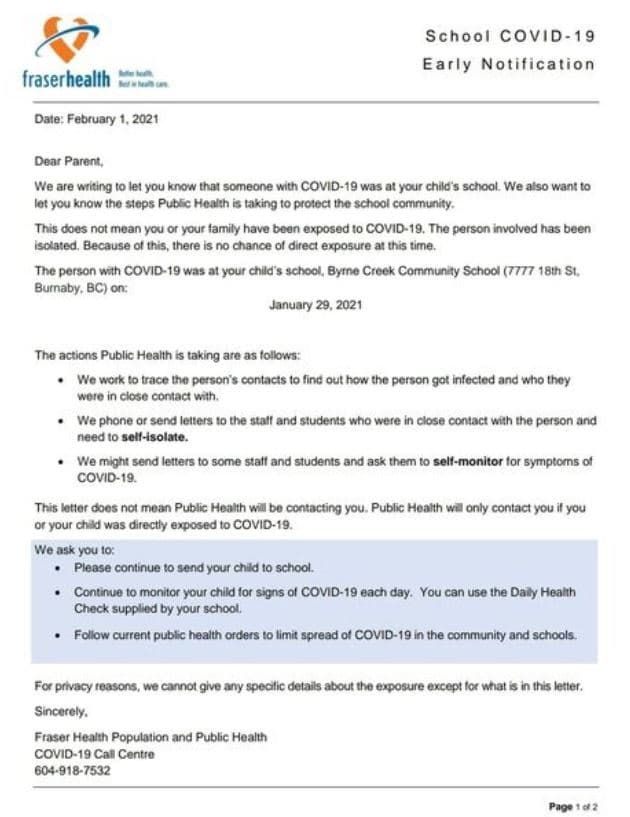 School COVID-19
Early Notification
fraserhealth
Better health.
Best in health care.
Date: February 1, 2021
Dear Parent,
We are writing to let you know that someone with COVID-19 was at your child's school. We also want to
let you know the steps Public Health is taking to protect the school community.
This does not mean you or your family have been exposed to COVID-19. The person involved has been
isolated. Because of this, there is no chance of direct exposure at this time.
The person with COVID-19 was at your child's school, Byrne Creek Community School (7777 18th St,
Burnaby, BC) on:
January 29, 2021
The actions Public Health is taking are as follows:
• We work to trace the person's contacts to find out how the person got infected and who they
were in close contact with.
• We phone or send letters to the staff and students who were in close contact with the person and
need to self-isolate.
• We might send letters to some staff and students and ask them to self-monitor for symptoms of
COVID-19.
This letter does not mean Public Health will be contacting you. Public Health will only contact you if you
or your child was directly exposed to COVID-19.
We ask you to:
• Please continue to send your child to school.
• Continue to monitor your child for signs of COVID-19 each day. You can use the Daily Health
Check supplied by your school.
• Follow current public health orders to limit spread of COVID-19 in the community and schools.
For privacy reasons, we cannot give any specific details about the exposure except for what is in this letter.
Sincerely,
Fraser Health Population and Public Health
COVID-19 Call Centre
604-918-7532
Page 1 of 2